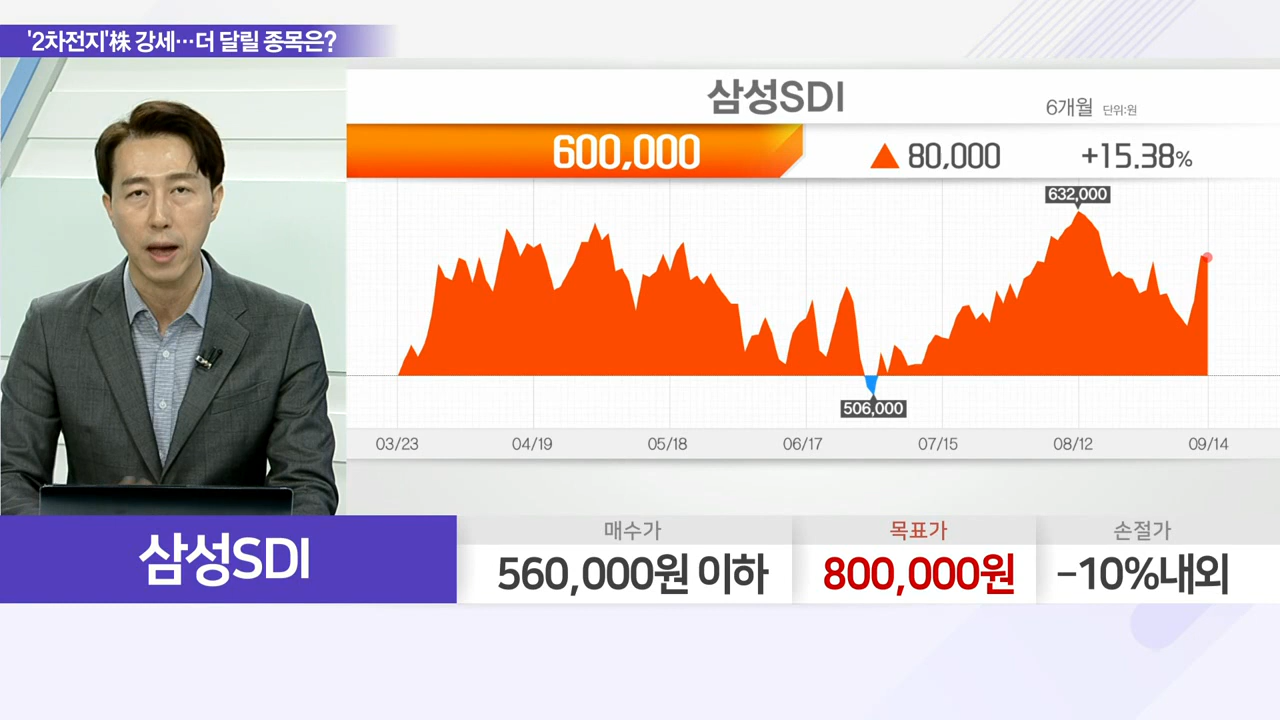 '2차전지'株 강세…더 달릴 종목은?
삼성SDI
6개월 단위:원
600,000 ▲ 80,000 +15.38%
632,000
506,000
03/23 04/19 05/18 06/17 07/15 08/12 09/14
삼성SDI
매수가 목표가 손절가
560,000원 이하 800,000원 -10%내외